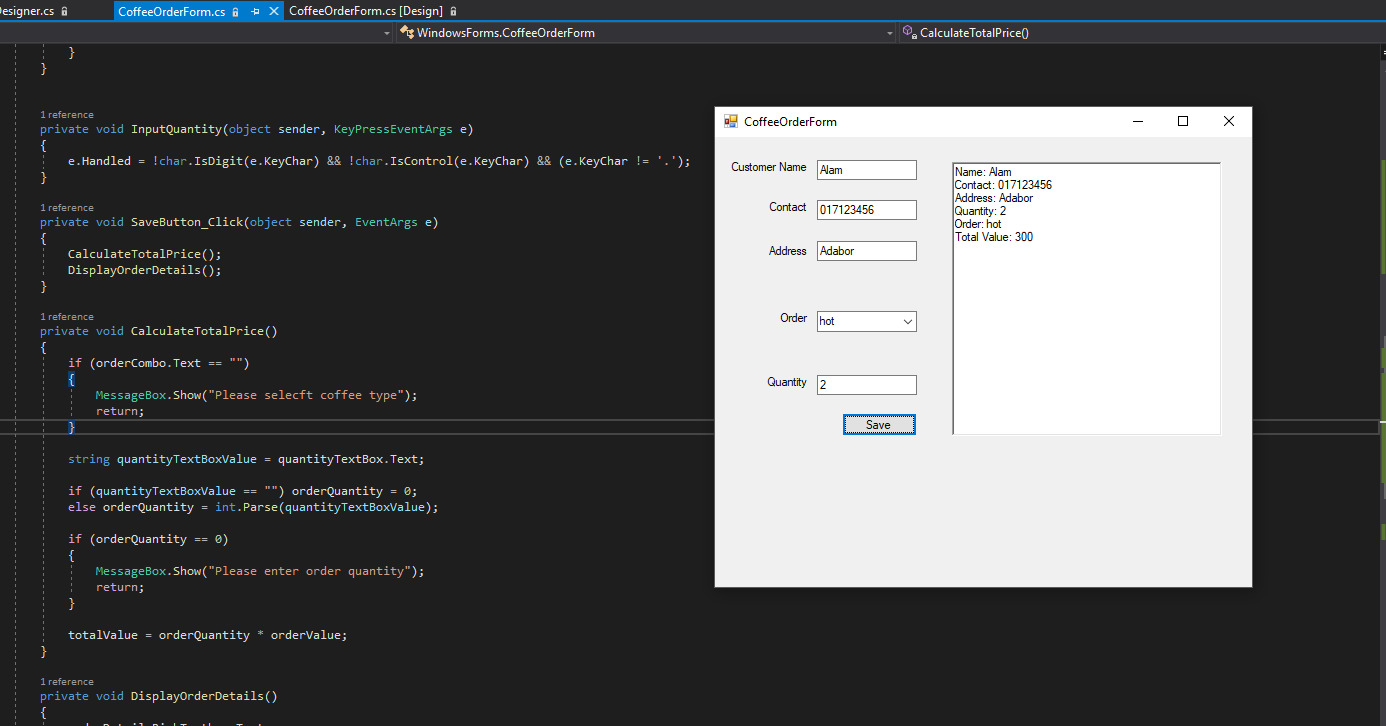 Designer.cs
CoffeeOrderForm.cs
CoffeeOrderForm.cs [Design]
WindowsForms.CoffeeOrderForm
CalculateTotalPrice()
}
}
1 reference
private void InputQuantity(object sender, KeyPressEventArgs e)
{
e.Handled = !char.IsDigit(e.KeyChar) && !char.IsControl(e.KeyChar) && (e.KeyChar != '.');
}
1 reference
private void SaveButton_Click(object sender, EventArgs e)
{
CalculateTotalPrice();
DisplayOrderDetails();
}
1 reference
private void CalculateTotalPrice()
{
if (orderCombo.Text == "")
{
MessageBox.Show("Please selecft coffee type");
return;
}
string quantityTextBoxValue = quantityTextBox.Text;
if (quantityTextBoxValue == "") orderQuantity = 0;
else orderQuantity = int.Parse(quantityTextBoxValue);
if (orderQuantity == 0)
{
MessageBox.Show("Please enter order quantity");
return;
}
totalValue = orderQuantity * orderValue;
}
1 reference
private void DisplayOrderDetails()
{
CoffeeOrderForm
Customer Name Alam
Contact 017123456
Address Adabor
Order hot
Quantity 2
Save
Name: Alam
Contact: 017123456
Address: Adabor
Quantity: 2
Order: hot
Total Value: 300